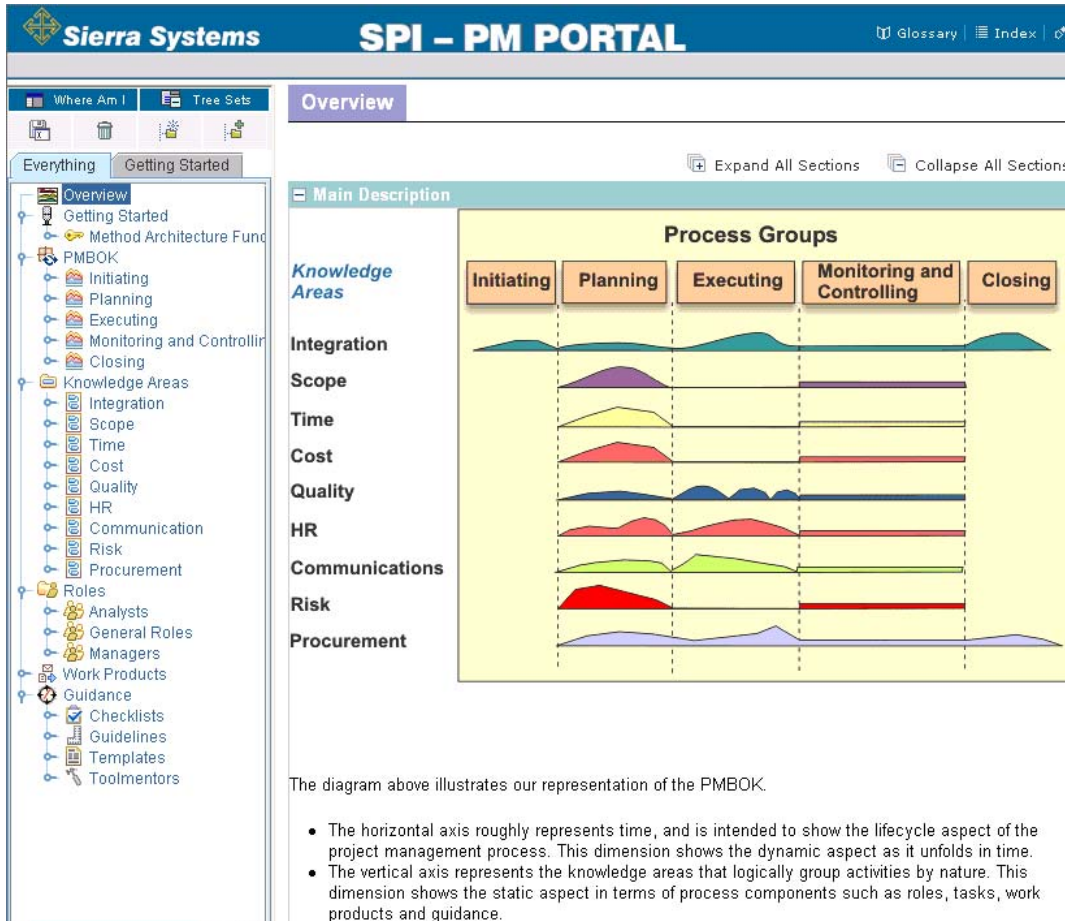 Sierra Systems
SPI – PM PORTAL
Glossary | Index |
Where Am I
Tree Sets
Everything
Getting Started
Overview
Getting Started
Method Architecture Func
PMBOK
Initiating
Planning
Executing
Monitoring and Controllin
Closing
Knowledge Areas
Integration
Scope
Time
Cost
Quality
HR
Communication
Risk
Procurement
Roles
Analysts
General Roles
Managers
Work Products
Guidance
Checklists
Guidelines
Templates
Toolmentors
Overview
Expand All Sections
Collapse All Sections
Main Description
Process Groups
Knowledge
Areas
Initiating
Planning
Executing
Monitoring and
Controlling
Closing
Integration
Scope
Time
Cost
Quality
HR
Communications
Risk
Procurement
The diagram above illustrates our representation of the PMBOK.
• The horizontal axis roughly represents time, and is intended to show the lifecycle aspect of the
project management process. This dimension shows the dynamic aspect as it unfolds in time.
• The vertical axis represents the knowledge areas that logically group activities by nature. This
dimension shows the static aspect in terms of process components such as roles, tasks, work
products and guidance.